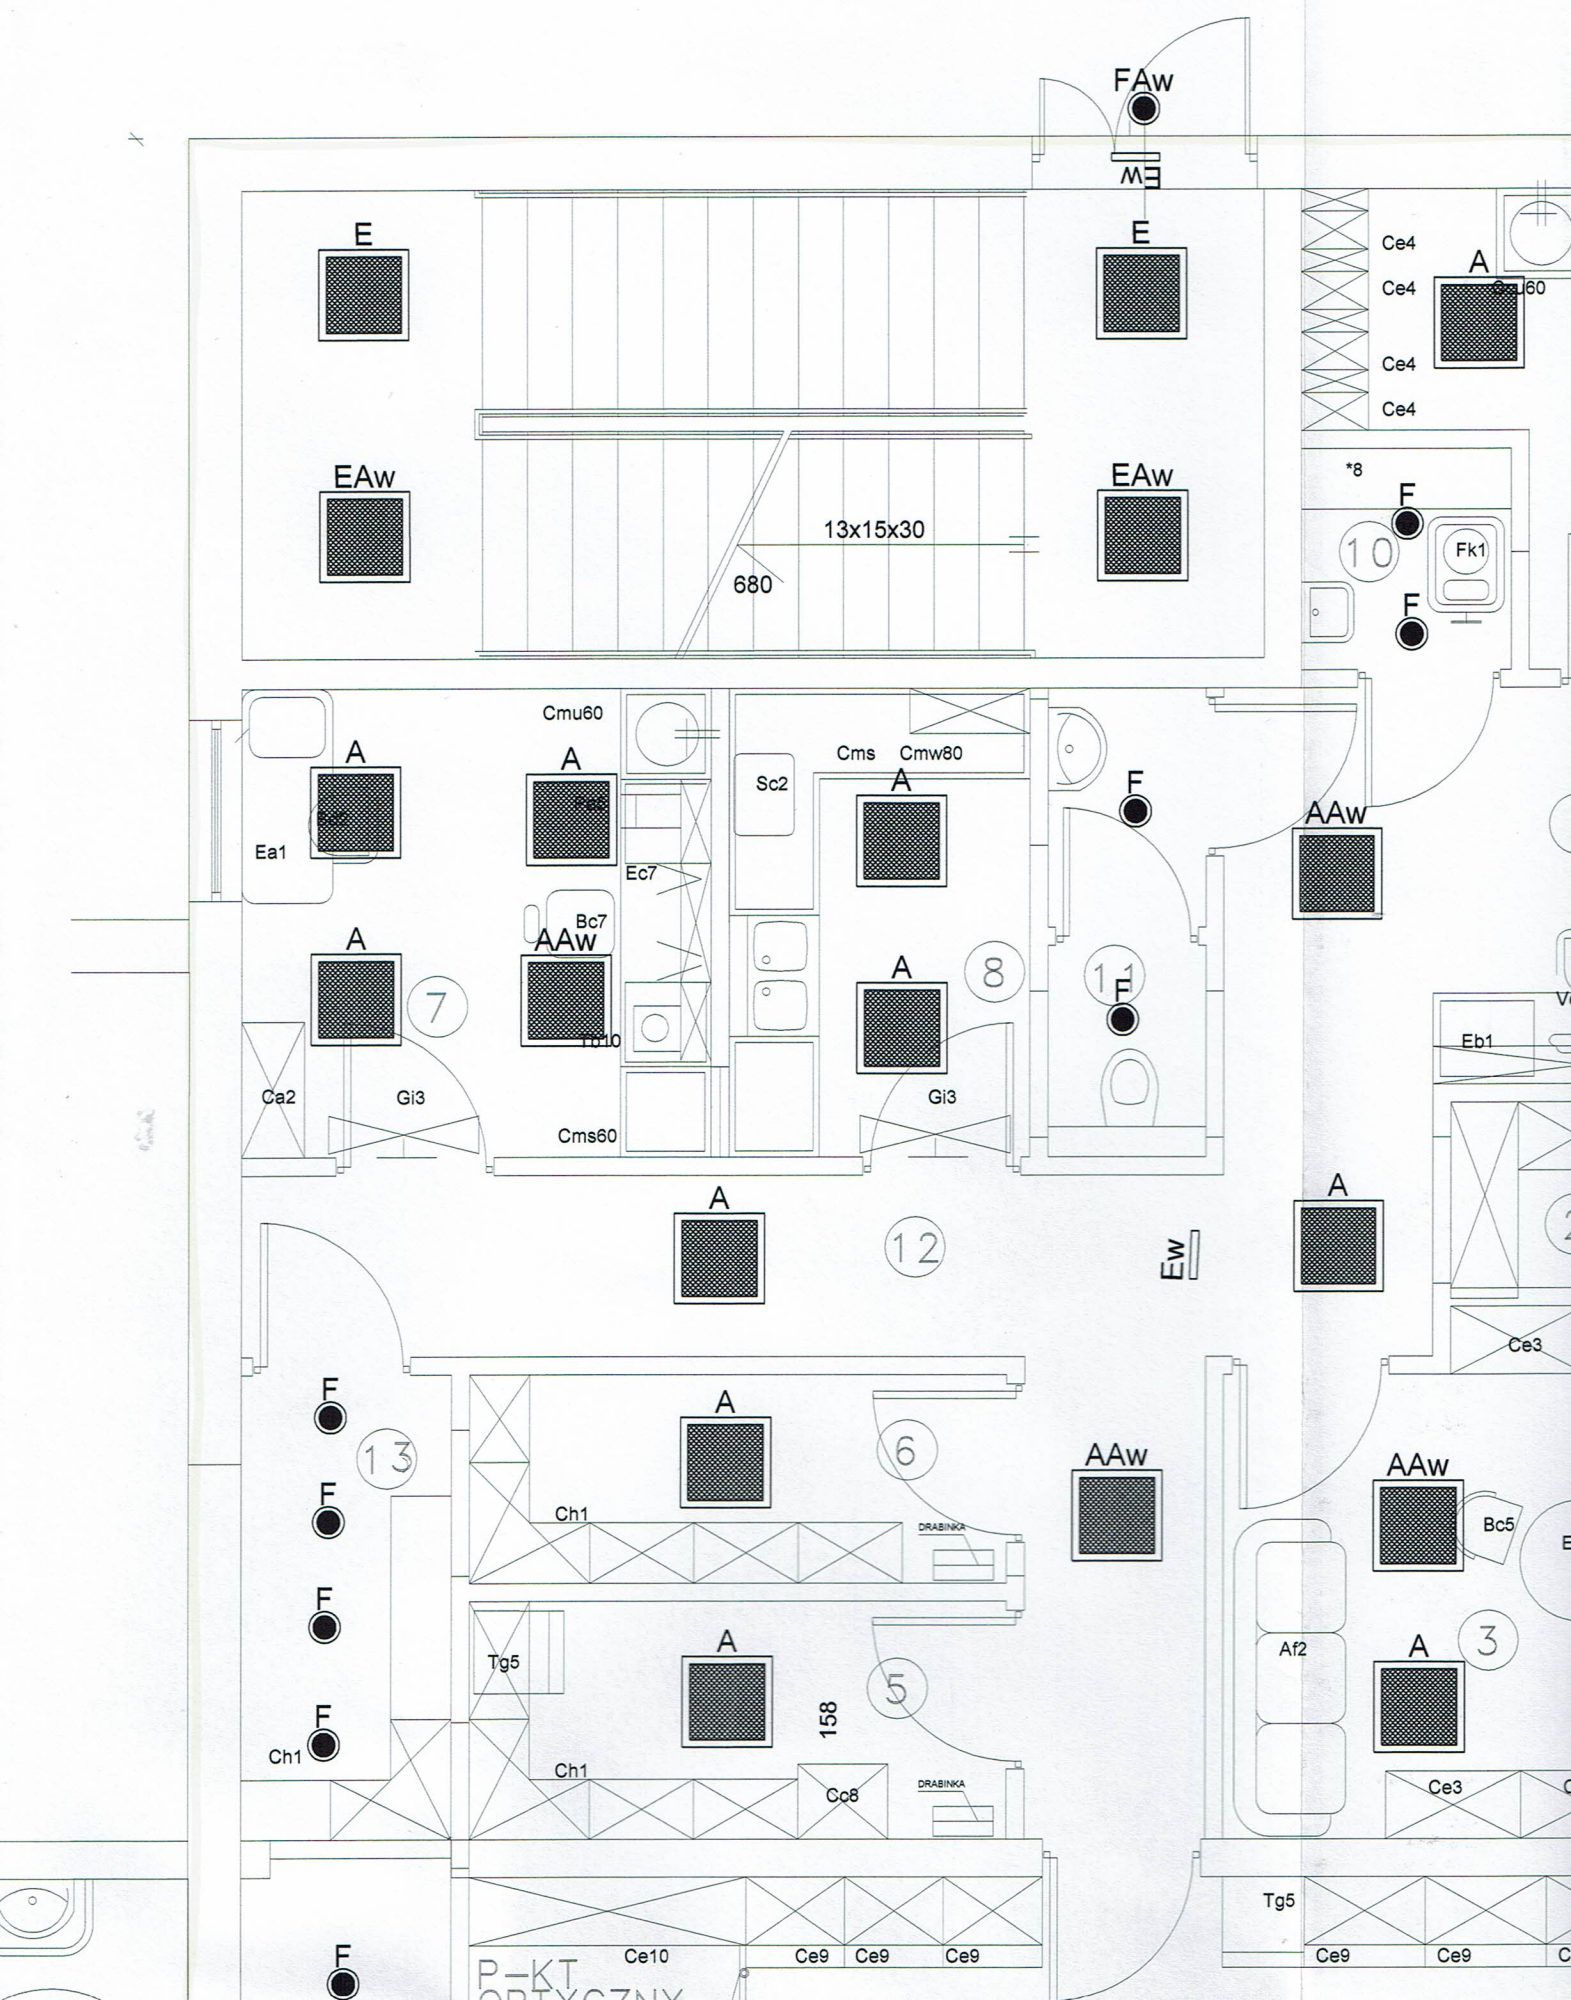 FAw
Ew
E
E
Ce4
A
Ce4
Cmu60
Ce4
Ce4
EAw
EAw
*8
F
13x15x30
10
Fk1
680
F
Cmu60
A
A
Cms
Cmw80
A
Sc2
F
AAw
Ea1
Ec7
Bc7
A
AAw
A
7
8
11
F
Tb10
Eb1
Ca2
Gi3
Gi3
Cms60
A
A
12
Ew
Ce3
F
13
A
6
AAw
AAw
F
Ch1
DRABINKA
Bc5
F
A
A
3
Tg5
5
Af2
158
F
Ch1
Ch1
DRABINKA
Cc8
Ce3
Tg5
F
Ce10
Ce9
Ce9
Ce9
Ce9
Ce9
P-KT
OPTYCZNY